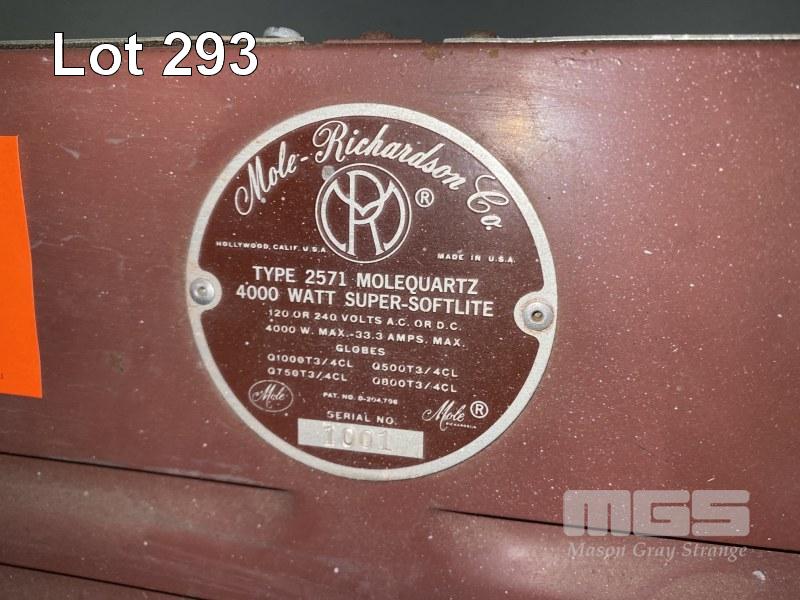 Lot 293
Mole-Richardson Co.
MR ®
HOLLYWOOD, CALIF. U.S.A.
MADE IN U.S.A.
TYPE 2571 MOLEQUARTZ
4000 WATT SUPER-SOFTLITE
120 OR 240 VOLTS A.C. OR D.C.
4000 W. MAX.-33.3 AMPS. MAX.
GLOBES
Q1000T3/4CL Q500T3/4CL
Q750T3/4CL Q800T3/4CL
PAT. NO. D-204,796
Mole
Mole ®
RICHARDSON
SERIAL NO.
1001
MGS
Mason Gray Strange